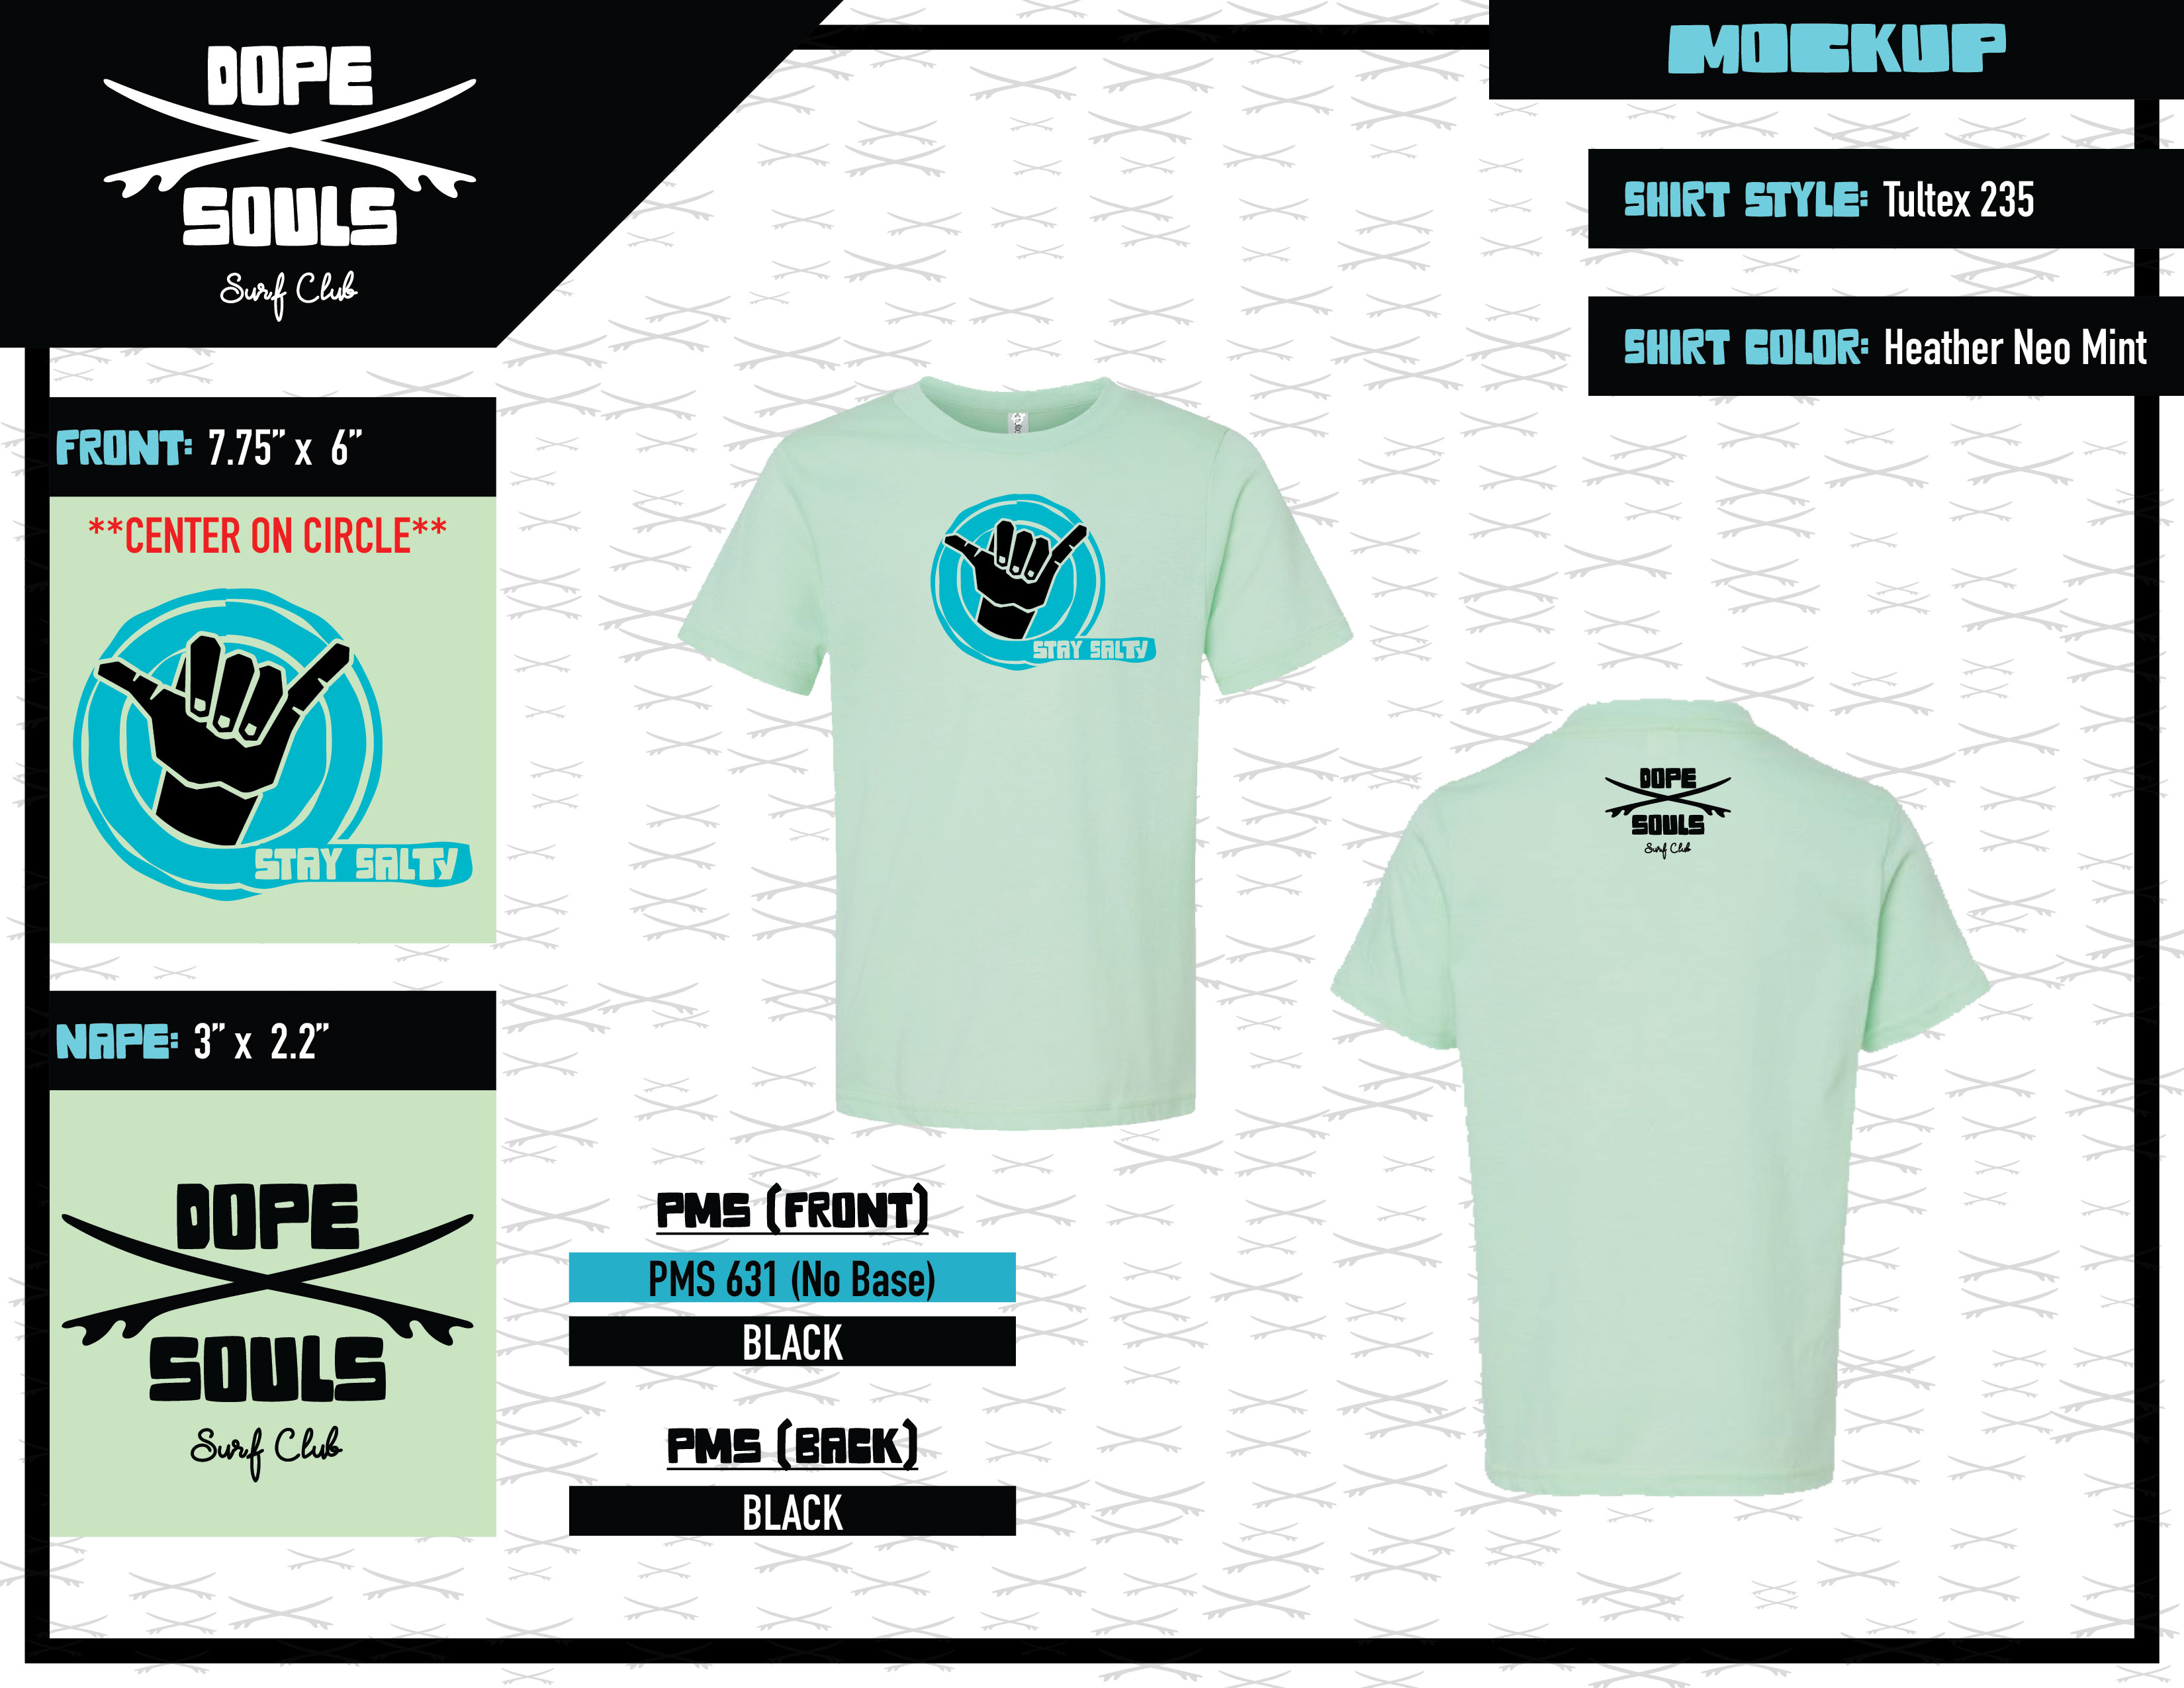 DOPE
SOULS
Surf Club
MOCKUP
SHIRT STYLE: Tultex 235
SHIRT COLOR: Heather Neo Mint
FRONT: 7.75” x 6”
**CENTER ON CIRCLE**
STAY SALTY
STAY SALTY
NAPE: 3” x 2.2”
DOPE
SOULS
Surf Club
DOPE
SOULS
Surf Club
PMS (FRONT)
PMS 631 (No Base)
BLACK
PMS (BACK)
BLACK